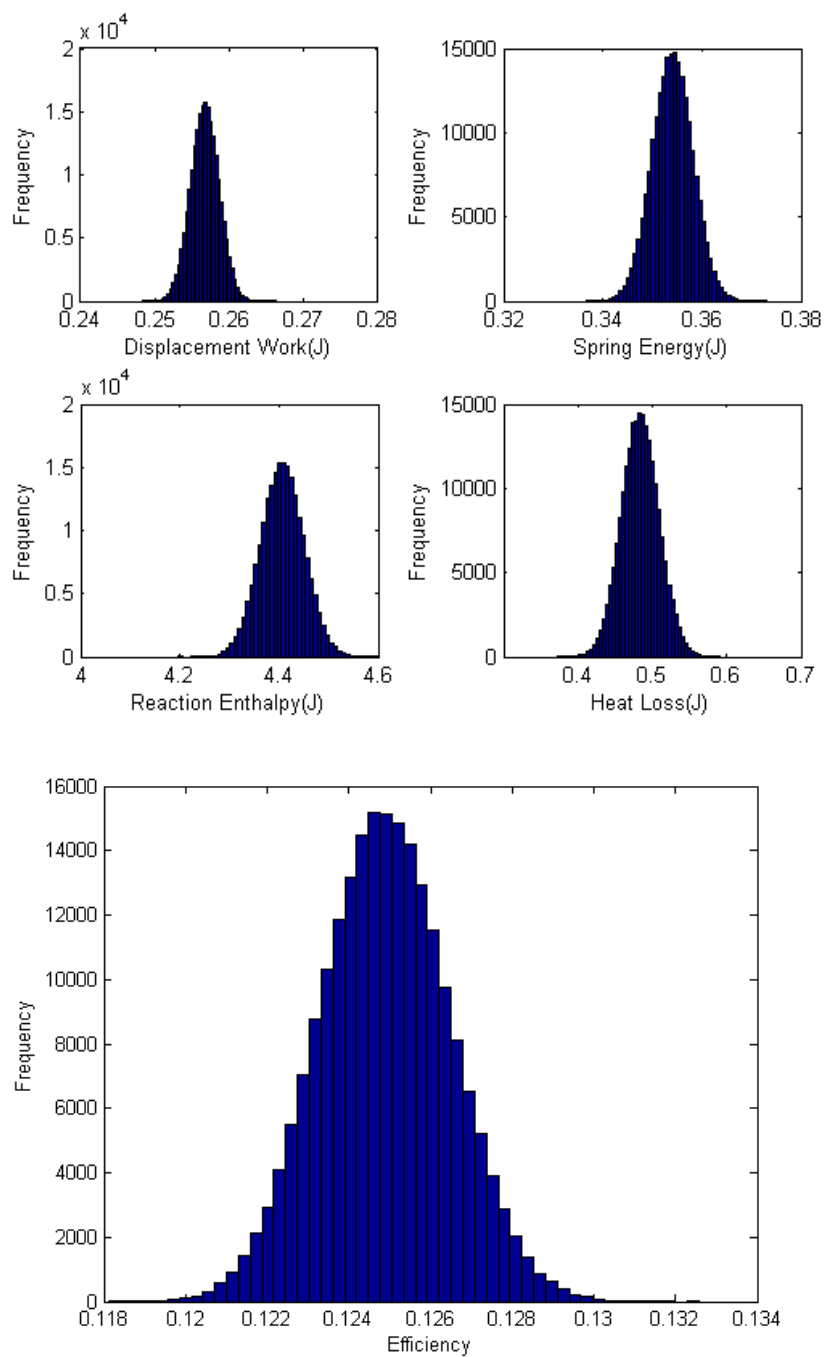 x 10^4
2
1.5
1
0.5
0
Frequency
0.24 0.25 0.26 0.27 0.28
Displacement Work(J)
15000
10000
5000
0
Frequency
0.32 0.34 0.36 0.38
Spring Energy(J)
x 10^4
2
1.5
1
0.5
0
Frequency
4 4.2 4.4 4.6
Reaction Enthalpy(J)
15000
10000
5000
0
Frequency
0.4 0.5 0.6 0.7
Heat Loss(J)
16000
14000
12000
10000
8000
6000
4000
2000
0
Frequency
0.118 0.12 0.122 0.124 0.126 0.128 0.13 0.132 0.134
Efficiency